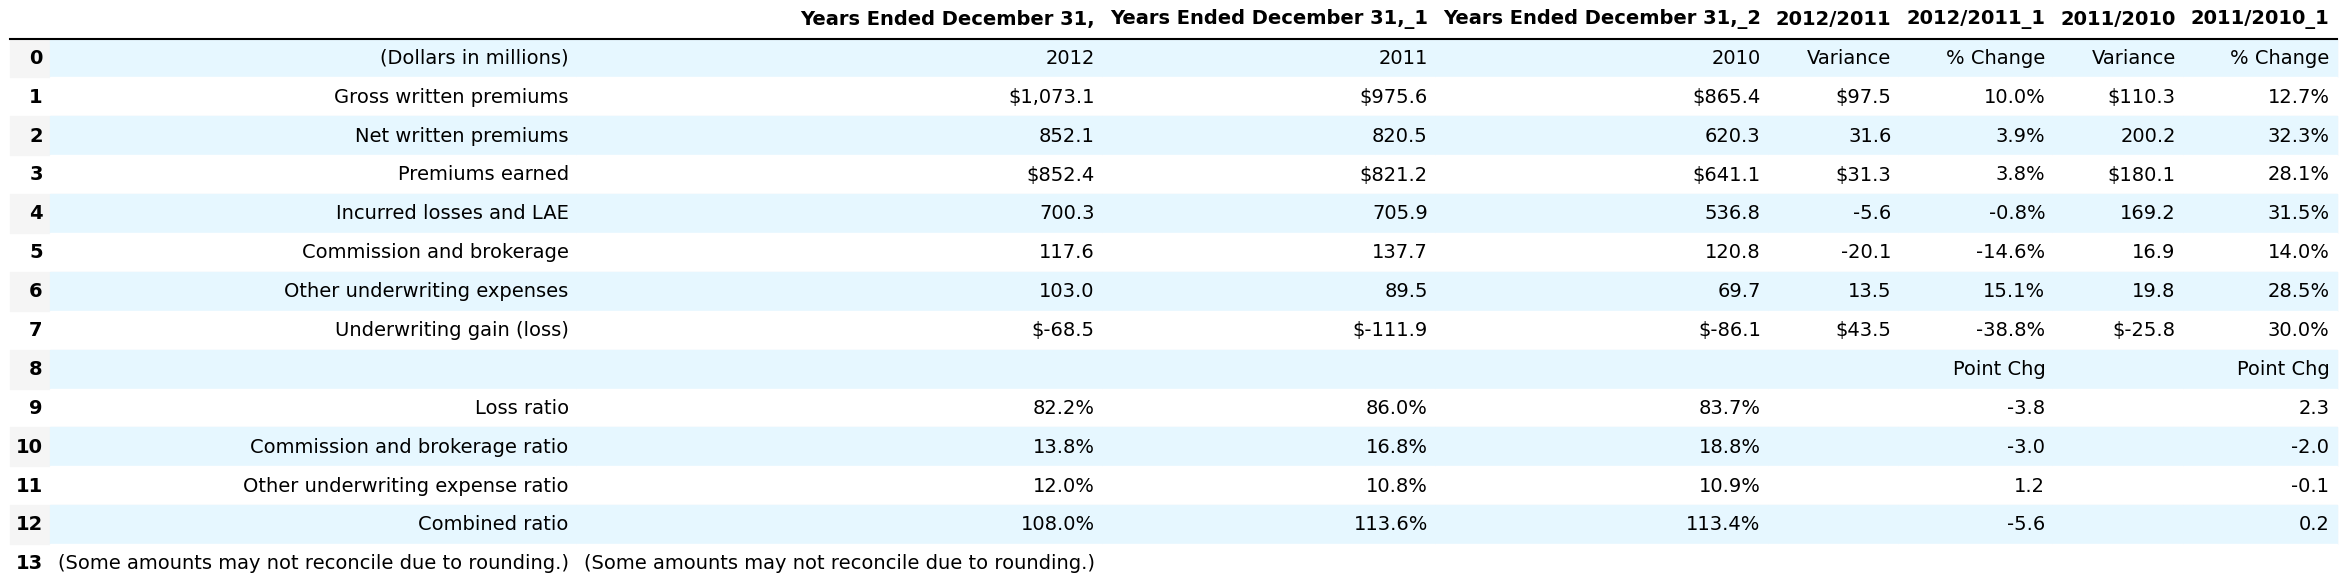 Years Ended December 31, Years Ended December 31,_1 Years Ended December 31,_2 2012/2011 2012/2011_1 2011/2010 2011/2010_1
0 (Dollars in millions) 2012 2011 2010 Variance % Change Variance % Change
1 Gross written premiums $1,073.1 $975.6 $865.4 $97.5 10.0% $110.3 12.7%
2 Net written premiums 852.1 820.5 620.3 31.6 3.9% 200.2 32.3%
3 Premiums earned $852.4 $821.2 $641.1 $31.3 3.8% $180.1 28.1%
4 Incurred losses and LAE 700.3 705.9 536.8 -5.6 -0.8% 169.2 31.5%
5 Commission and brokerage 117.6 137.7 120.8 -20.1 -14.6% 16.9 14.0%
6 Other underwriting expenses 103.0 89.5 69.7 13.5 15.1% 19.8 28.5%
7 Underwriting gain (loss) $-68.5 $-111.9 $-86.1 $43.5 -38.8% $-25.8 30.0%
8 Point Chg Point Chg
9 Loss ratio 82.2% 86.0% 83.7% -3.8 2.3
10 Commission and brokerage ratio 13.8% 16.8% 18.8% -3.0 -2.0
11 Other underwriting expense ratio 12.0% 10.8% 10.9% 1.2 -0.1
12 Combined ratio 108.0% 113.6% 113.4% -5.6 0.2
13 (Some amounts may not reconcile due to rounding.) (Some amounts may not reconcile due to rounding.)